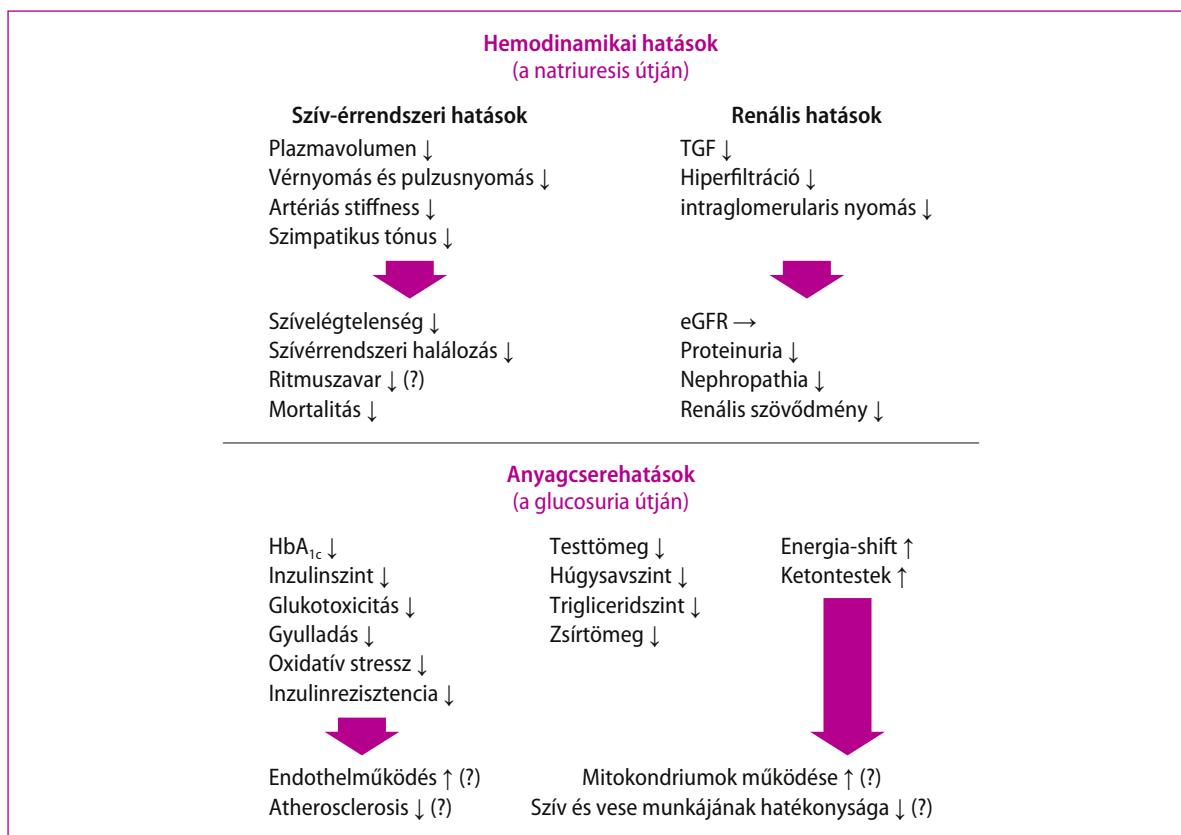 Hemodinamikai hatások
(a natriuresis útján)
Szív-érrendszeri hatások
Plazmavolumen ↓
Vérnyomás és pulzusnyomás ↓
Artériás stiffness ↓
Szimpatikus tónus ↓
Szívelégtelenség ↓
Szívérrendszeri halálozás ↓
Ritmuszavar ↓ (?)
Mortalitás ↓
Renális hatások
TGF ↓
Hiperfiltráció ↓
intraglomerularis nyomás ↓
eGFR →
Proteinuria ↓
Nephropathia ↓
Renális szövődmény ↓
Anyagcserehatások
(a glucosuria útján)
HbA1c ↓
Inzulinszint ↓
Glukotoxicitás ↓
Gyulladás ↓
Oxidatív stressz ↓
Inzulinrezisztencia ↓
Endothelműködés ↑ (?)
Atherosclerosis ↓ (?)
Testtömeg ↓
Húgysavszint ↓
Trigliceridszint ↓
Zsírtömeg ↓
Energia-shift ↑
Ketontestek ↑
Mitokondriumok működése ↑ (?)
Szív és vese munkájának hatékonysága ↓ (?)